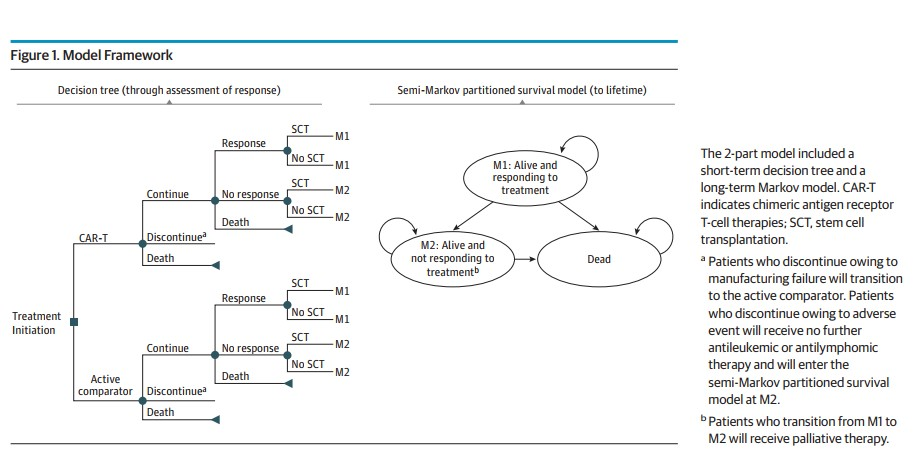 Figure 1. Model Framework
Decision tree (through assessment of response)
Semi-Markov partitioned survival model (to lifetime)
Treatment
Initiation
CAR-T
Continue
Discontinueᵃ
Death
Response
No response
Death
SCT
M1
No SCT
M1
SCT
M2
No SCT
M2
Active
comparator
Continue
Discontinueᵃ
Death
Response
No response
Death
SCT
M1
No SCT
M1
SCT
M2
No SCT
M2
M1: Alive and
responding to
treatment
M2: Alive and
not responding to
treatmentᵇ
Dead
The 2-part model included a
short-term decision tree and a
long-term Markov model. CAR-T
indicates chimeric antigen receptor
T-cell therapies; SCT, stem cell
transplantation.
ᵃ Patients who discontinue owing to
manufacturing failure will transition
to the active comparator. Patients
who discontinue owing to adverse
event will receive no further
antileukemic or antilymphomic
therapy and will enter the
semi-Markov partitioned survival
model at M2.
ᵇ Patients who transition from M1 to
M2 will receive palliative therapy.